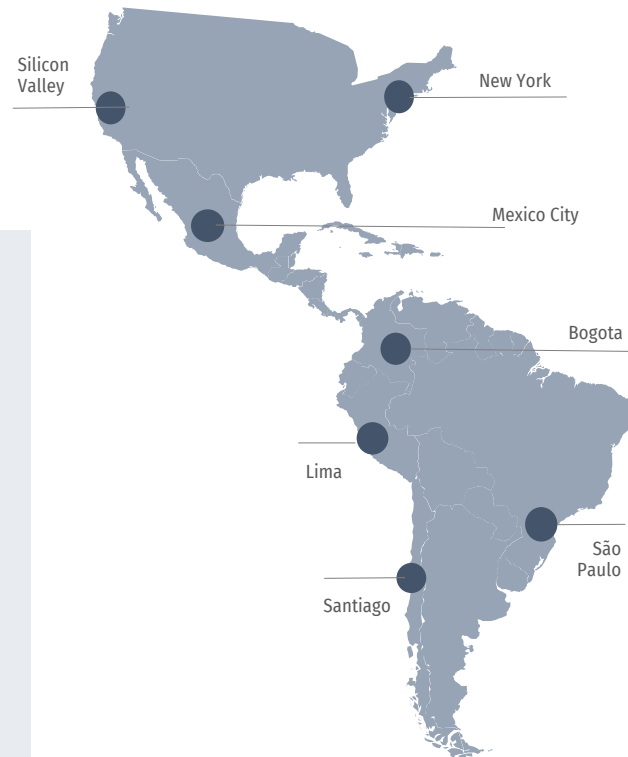 Silicon
Valley
New York
Mexico City
Bogota
Lima
São
Paulo
Santiago